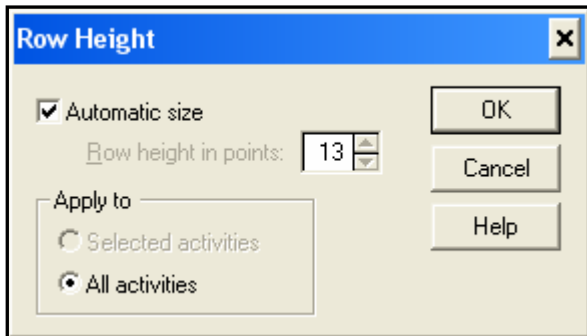 Row Height
Automatic size
Row height in points: 13
Apply to
Selected activities
All activities
OK
Cancel
Help